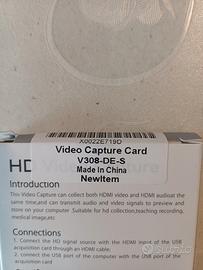 X0022E719D
Video Capture Card
V308-DE-S
Made In China
NewItem
HD
Introduction
This Video Capture can collect both HDMI video and HDMI audioat the
same time,and can transmit audio and video signals to preview and
store on your computer .Suitable for hd collection,teaching recording,
medical image,etc
Connections
1. Connect the HD signal source with the HDMI input of the USB
acquisition card through an HDMI cable;
2. connect the USB port of the computer with the USB port of the
acquisition card
subito